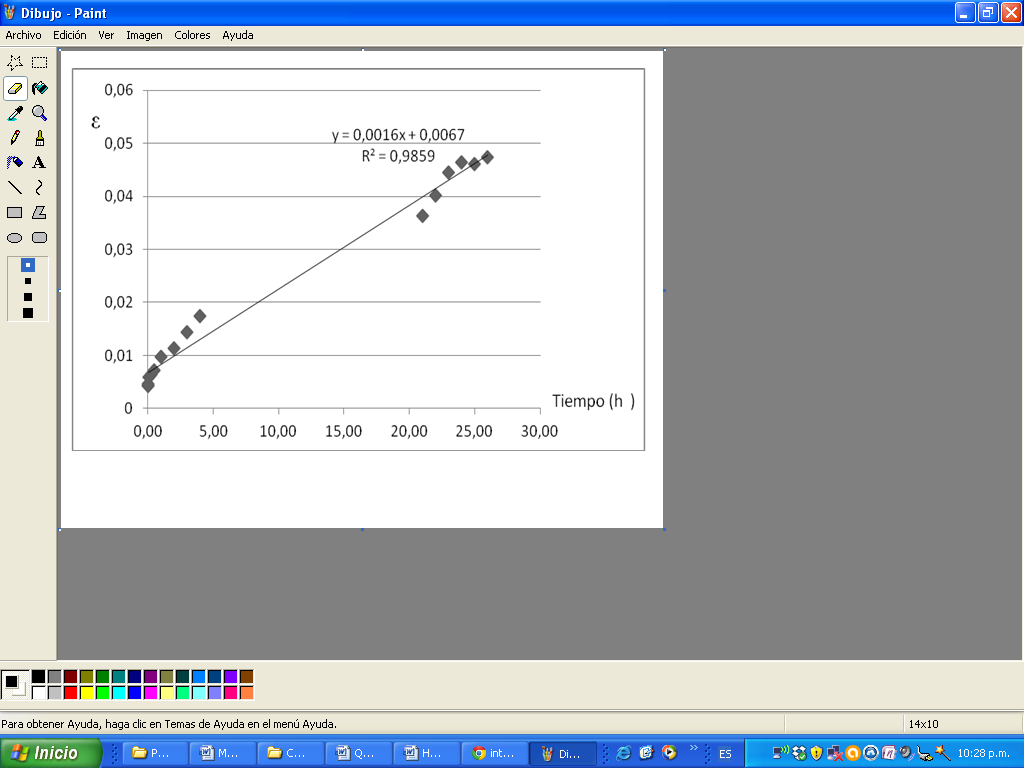 Dibujo - Paint
Archivo Edición Ver Imagen Colores Ayuda
0,06
ε
0,05
y = 0,0016x + 0,0067
R² = 0,9859
0,04
0,03
0,02
0,01
0
Tiempo (h )
0,00 5,00 10,00 15,00 20,00 25,00 30,00
Para obtener Ayuda, haga clic en Temas de Ayuda en el menú Ayuda.
14x10
Inicio P... M... C... Q... H... int... Di... ES 10:28 p.m.